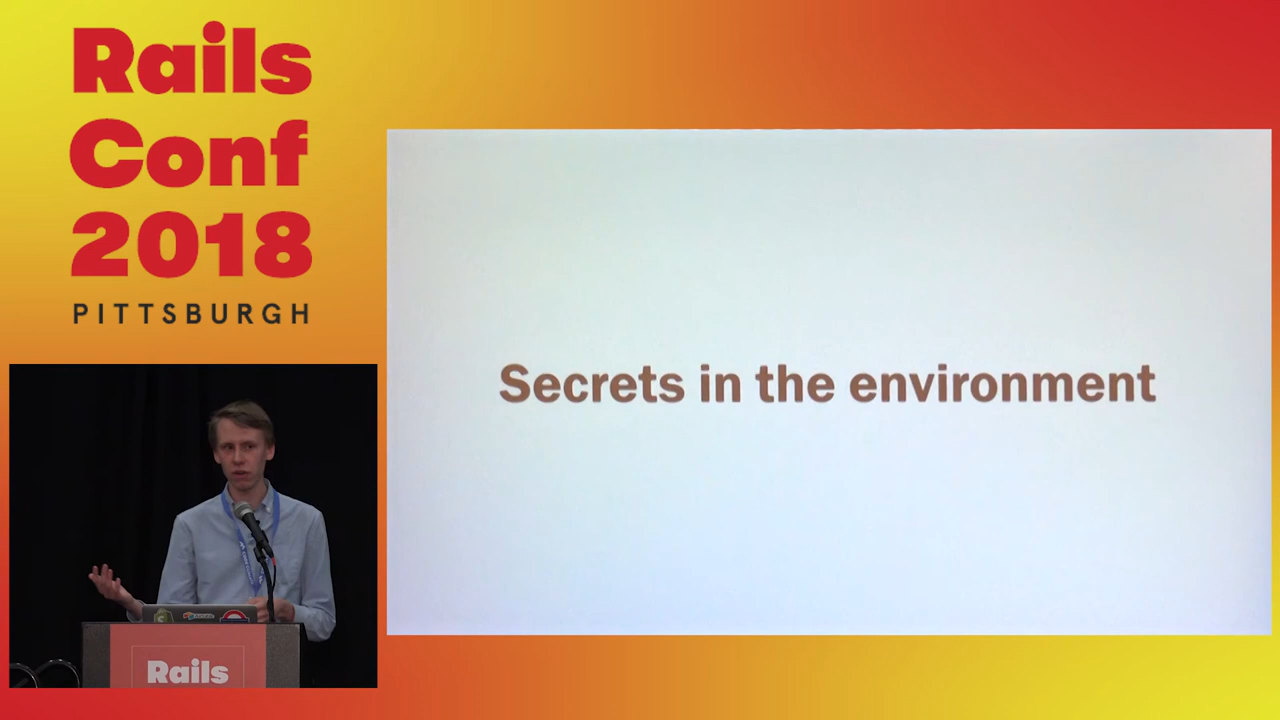 Rails
Conf
2018
PITTSBURGH
Secrets in the environment
Rails